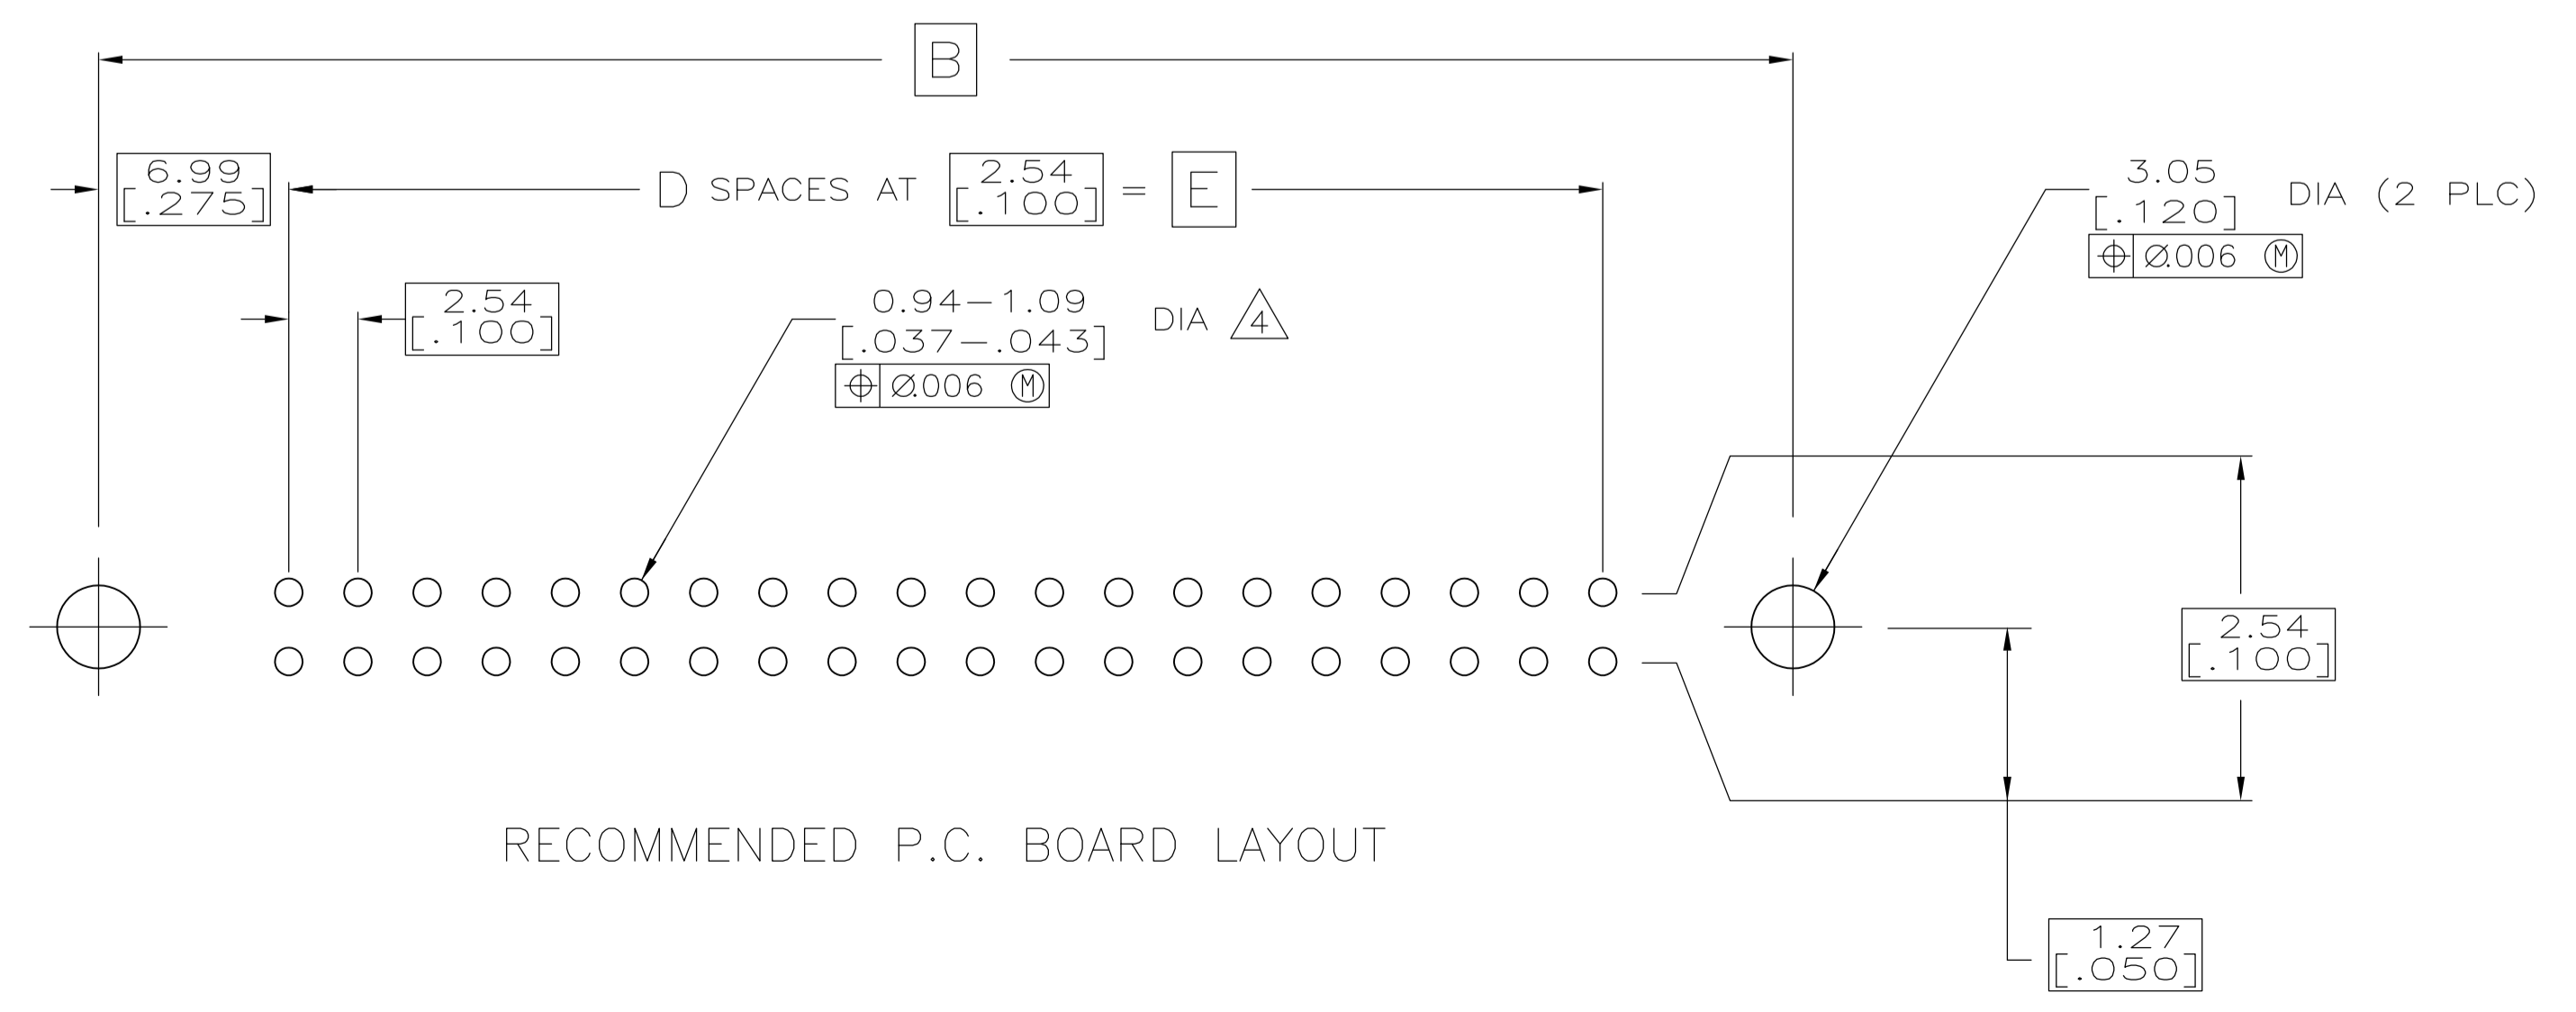 B
6.99
[.275]
D SPACES AT 2.54 [.100] = E
3.05
[.120] DIA (2 PLC)
⌖ Ø.006 Ⓜ
2.54
[.100]
0.94-1.09
[.037-.043] DIA 4
⌖ Ø.006 Ⓜ
2.54
[.100]
RECOMMENDED P.C. BOARD LAYOUT
1.27
[.050]